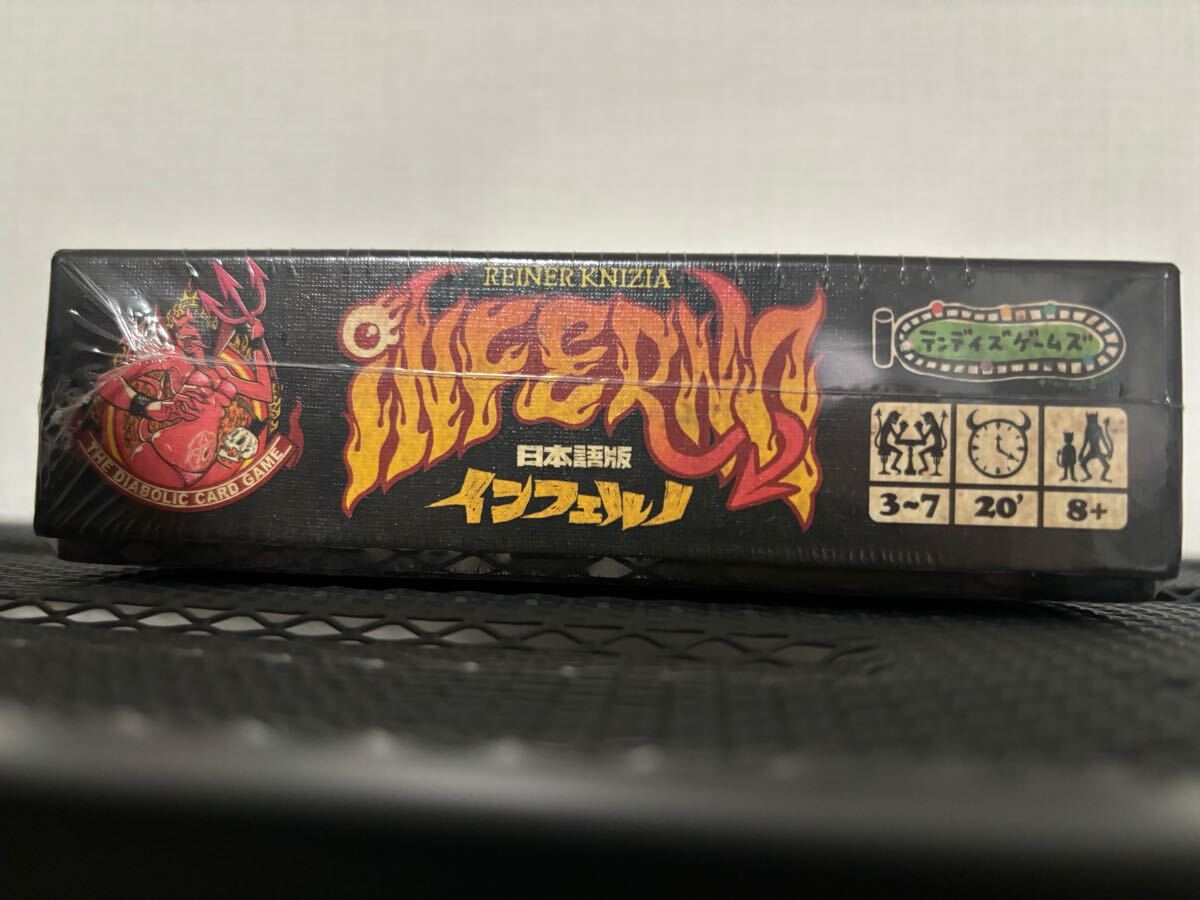 REINER KNIZIA
INFERNO
日本語版
インフェルノ
THE DIABOLIC CARD GAME
テンデイズゲームズ
3~7
20'
8+